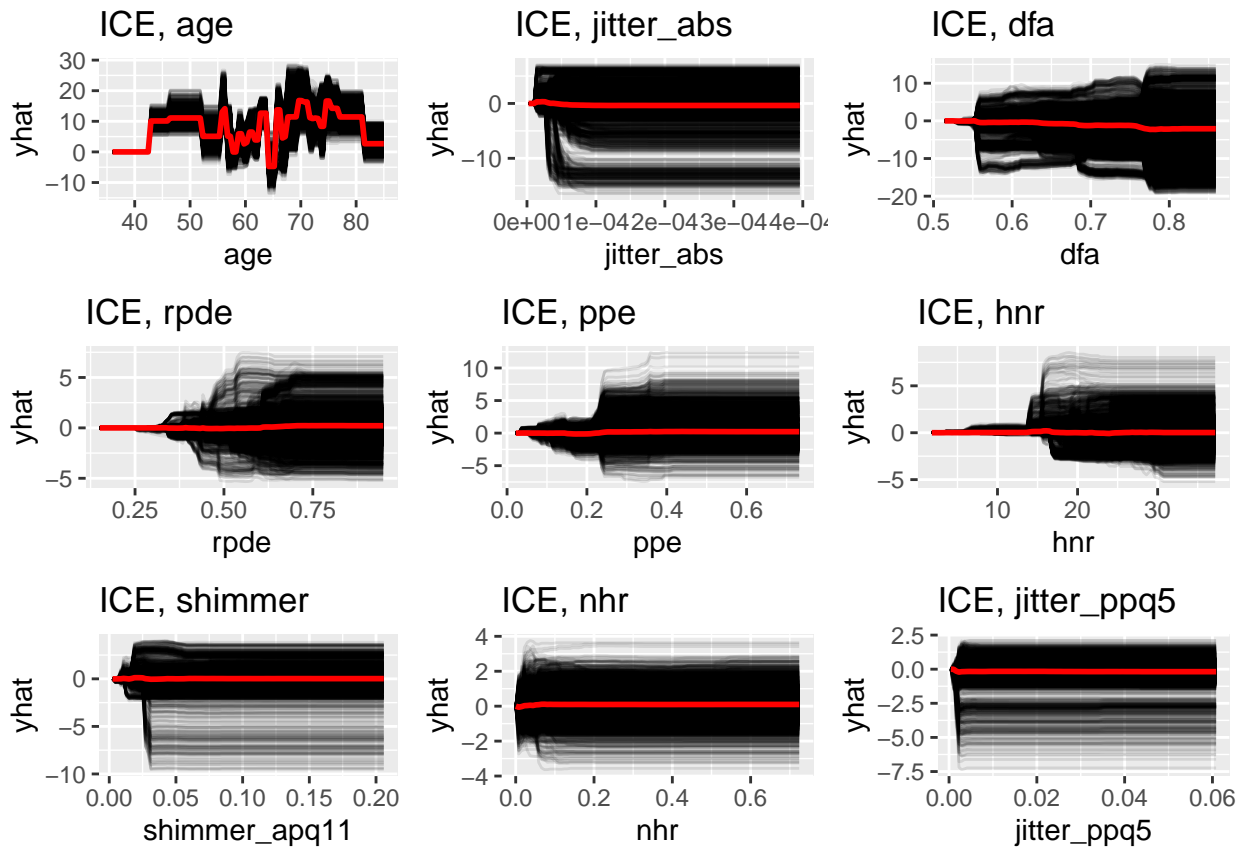 ICE, age
30
20
10
0
−10
yhat
40 50 60 70 80
age
ICE, jitter_abs
0
−10
yhat
0e+001e−042e−043e−044e−04
jitter_abs
ICE, dfa
10
0
−10
−20
yhat
0.5 0.6 0.7 0.8
dfa
ICE, rpde
5
0
−5
yhat
0.25 0.50 0.75
rpde
ICE, ppe
10
5
0
−5
yhat
0.0 0.2 0.4 0.6
ppe
ICE, hnr
5
0
−5
yhat
10 20 30
hnr
ICE, shimmer
0
−5
−10
yhat
0.00 0.05 0.10 0.15 0.20
shimmer_apq11
ICE, nhr
4
2
0
−2
−4
yhat
0.0 0.2 0.4 0.6
nhr
ICE, jitter_ppq5
2.5
0.0
−2.5
−5.0
−7.5
yhat
0.00 0.02 0.04 0.06
jitter_ppq5